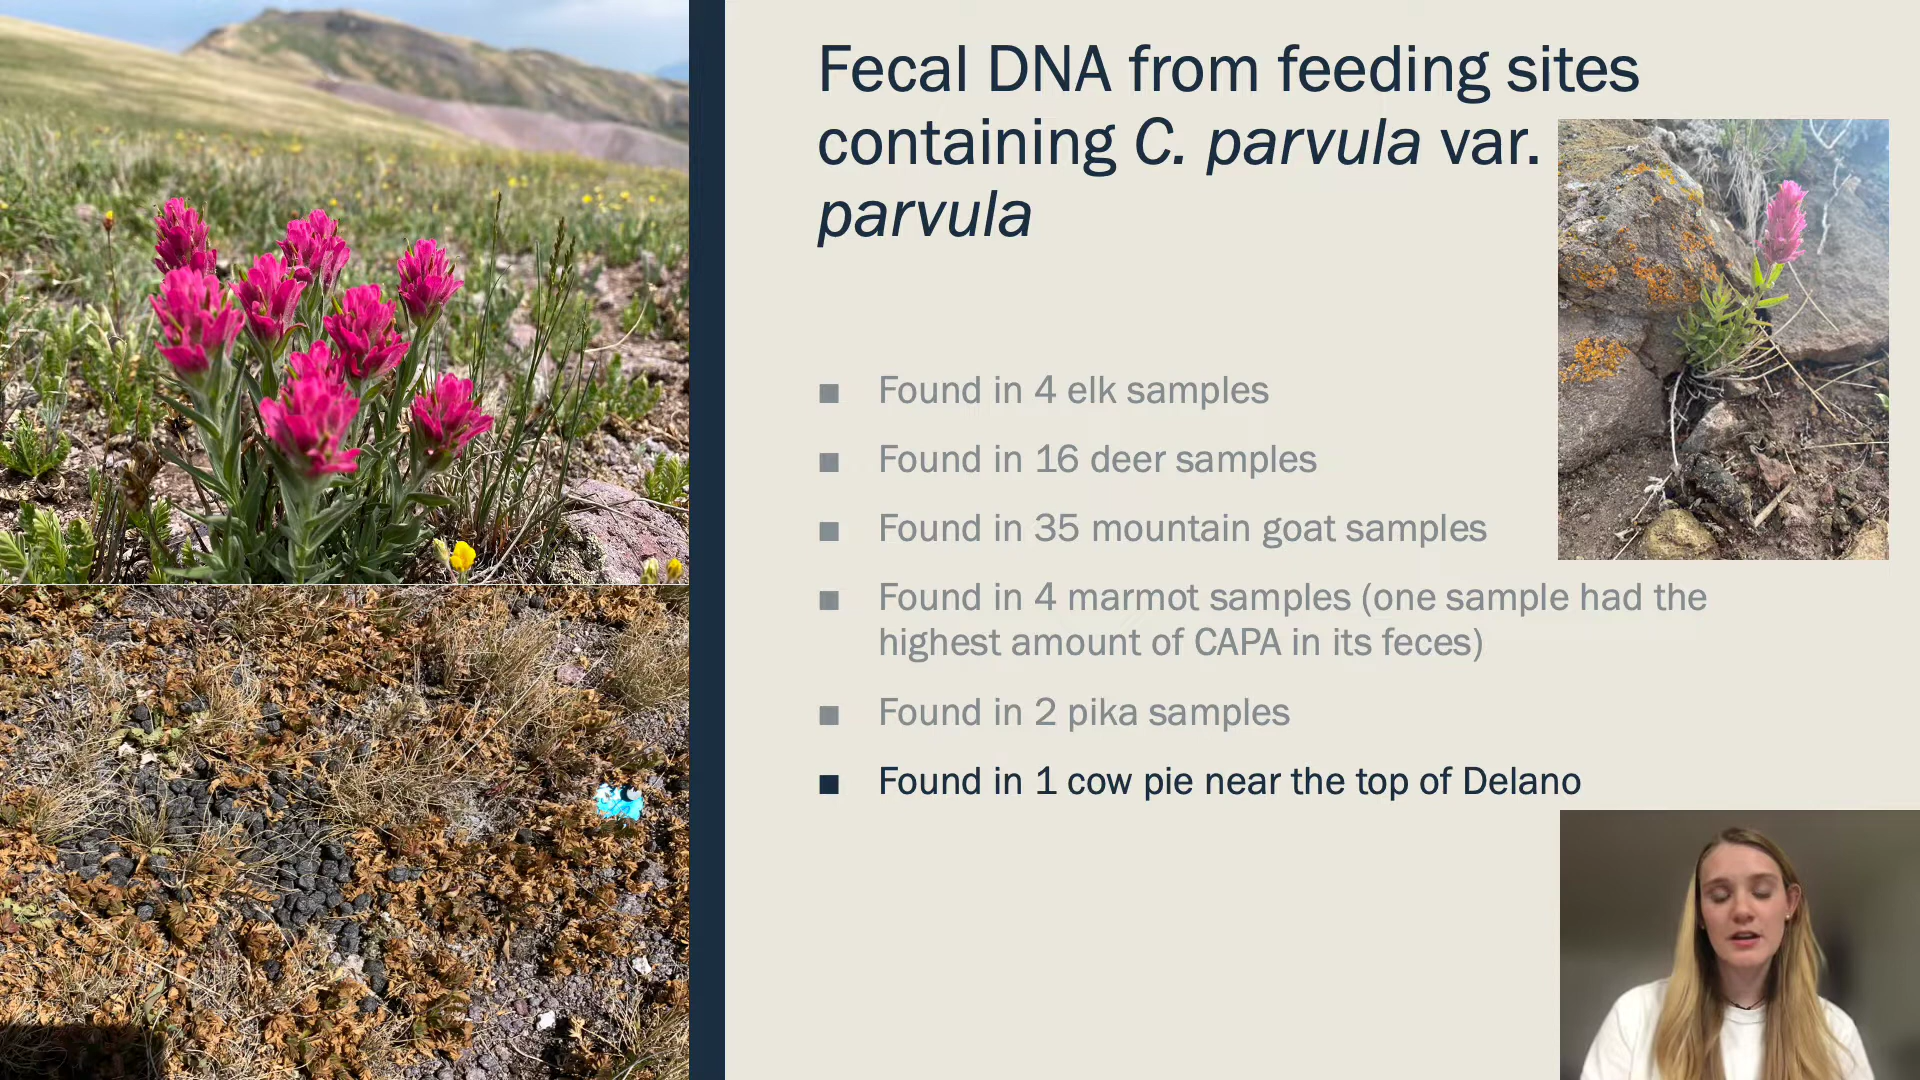 Fecal DNA from feeding sites
containing C. parvula var.
parvula
■ Found in 4 elk samples
■ Found in 16 deer samples
■ Found in 35 mountain goat samples
■ Found in 4 marmot samples (one sample had the
highest amount of CAPA in its feces)
■ Found in 2 pika samples
■ Found in 1 cow pie near the top of Delano